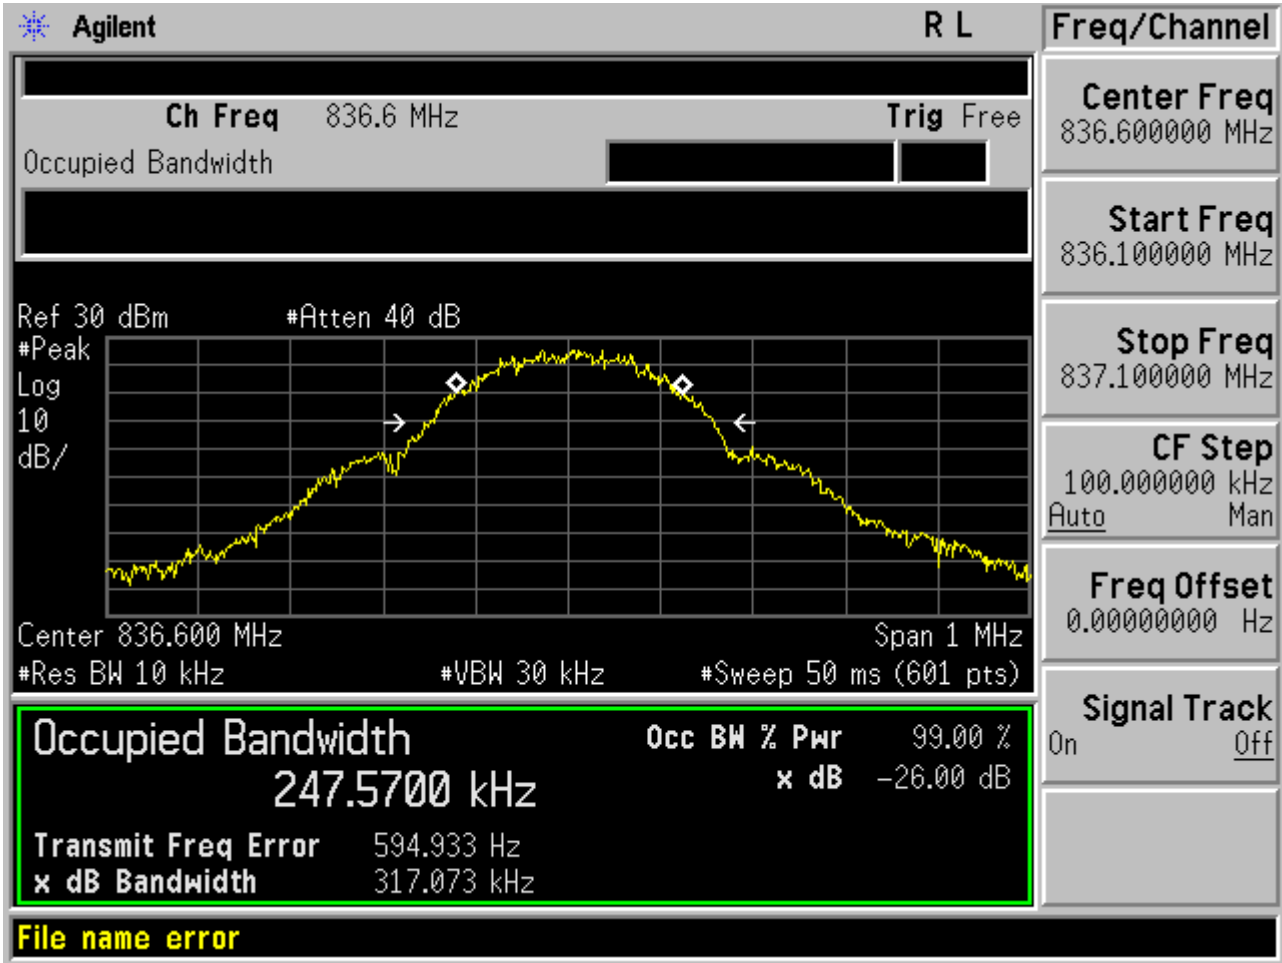 Agilent
R L
Freq/Channel
Ch Freq 836.6 MHz
Trig Free
Occupied Bandwidth
Ref 30 dBm
#Atten 40 dB
#Peak
Log
10
dB/
Center 836.600 MHz
Span 1 MHz
#Res BW 10 kHz
#VBW 30 kHz
#Sweep 50 ms (601 pts)
Occupied Bandwidth
247.5700 kHz
Occ BW % Pwr 99.00 %
x dB -26.00 dB
Transmit Freq Error 594.933 Hz
x dB Bandwidth 317.073 kHz
File name error
Center Freq
836.600000 MHz
Start Freq
836.100000 MHz
Stop Freq
837.100000 MHz
CF Step
100.000000 kHz
Auto Man
Freq Offset
0.00000000 Hz
Signal Track
On Off